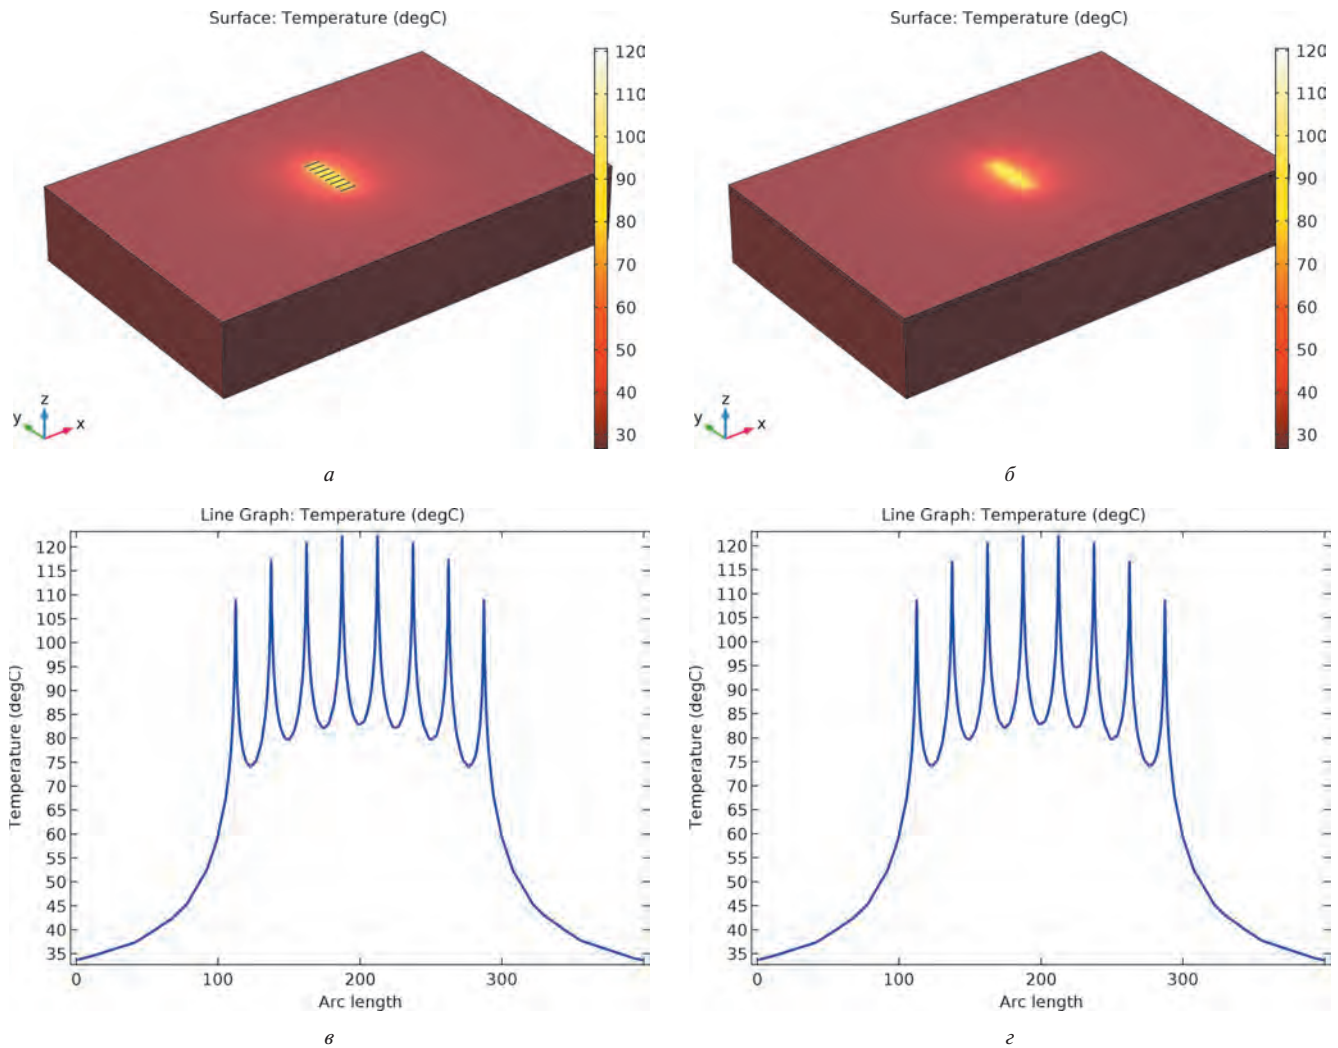 Surface: Temperature (degC)
120
110
100
90
80
70
60
50
40
30
z
y
x
а
Surface: Temperature (degC)
120
110
100
90
80
70
60
50
40
30
z
y
x
б
Line Graph: Temperature (degC)
Temperature (degC)
120
115
110
105
100
95
90
85
80
75
70
65
60
55
50
45
40
35
0 100 200 300
Arc length
в
Line Graph: Temperature (degC)
Temperature (degC)
120
115
110
105
100
95
90
85
80
75
70
65
60
55
50
45
40
35
0 100 200 300
Arc length
г